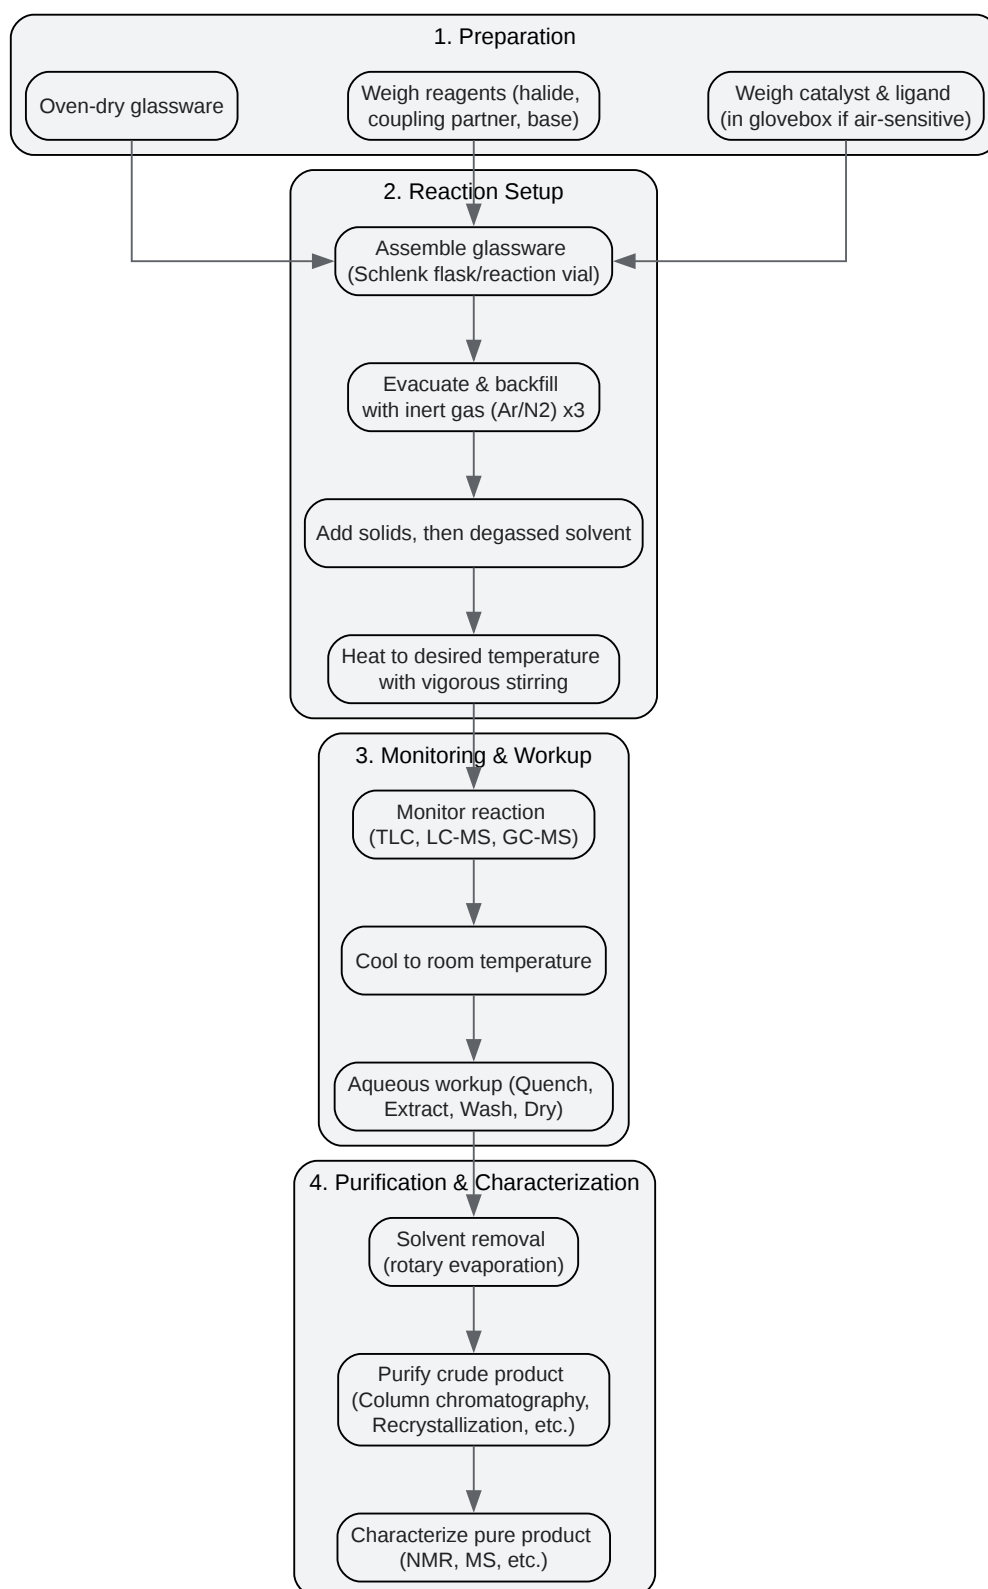 1. Preparation
Oven-dry glassware
Weigh reagents (halide,
coupling partner, base)
Weigh catalyst & ligand
(in glovebox if air-sensitive)
2. Reaction Setup
Assemble glassware
(Schlenk flask/reaction vial)
Evacuate & backfill
with inert gas (Ar/N2) x3
Add solids, then degassed solvent
Heat to desired temperature
with vigorous stirring
3. Monitoring & Workup
Monitor reaction
(TLC, LC-MS, GC-MS)
Cool to room temperature
Aqueous workup (Quench,
Extract, Wash, Dry)
4. Purification & Characterization
Solvent removal
(rotary evaporation)
Purify crude product
(Column chromatography,
Recrystallization, etc.)
Characterize pure product
(NMR, MS, etc.)